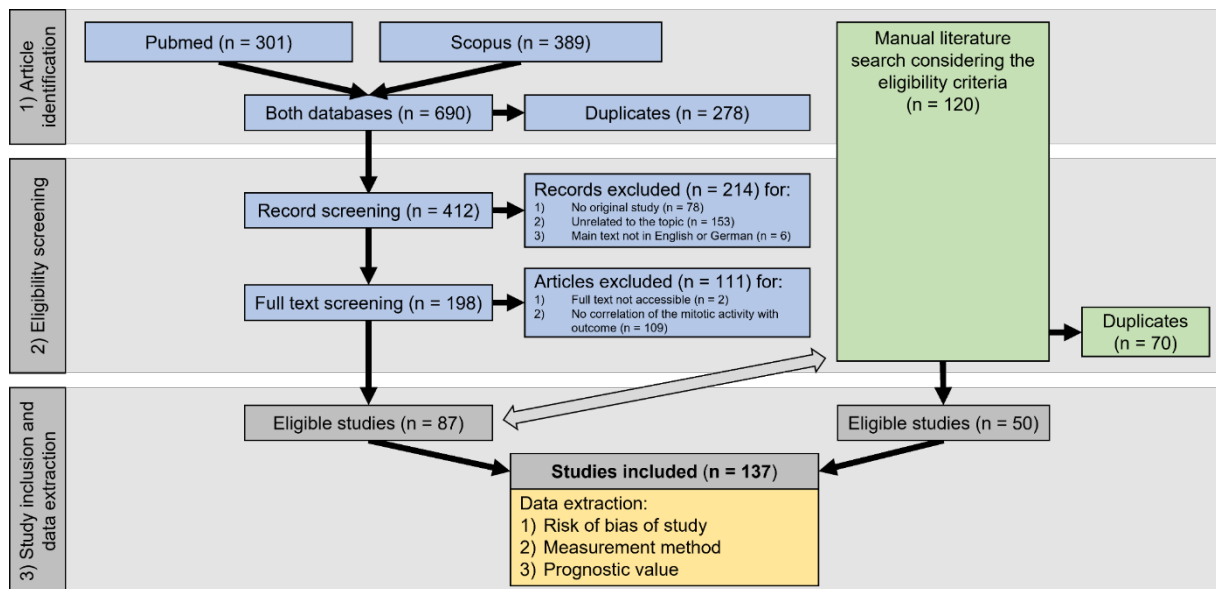 1) Article
identification
Pubmed (n = 301)
Scopus (n = 389)
Both databases (n = 690)
Duplicates (n = 278)
Manual literature
search considering the
eligibility criteria
(n = 120)
2) Eligibility screening
Record screening (n = 412)
Records excluded (n = 214) for:
1) No original study (n = 78)
2) Unrelated to the topic (n = 153)
3) Main text not in English or German (n = 6)
Full text screening (n = 198)
Articles excluded (n = 111) for:
1) Full text not accessible (n = 2)
2) No correlation of the mitotic activity with
outcome (n = 109)
Duplicates
(n = 70)
3) Study inclusion and
data extraction
Eligible studies (n = 87)
Eligible studies (n = 50)
Studies included (n = 137)
Data extraction:
1) Risk of bias of study
2) Measurement method
3) Prognostic value